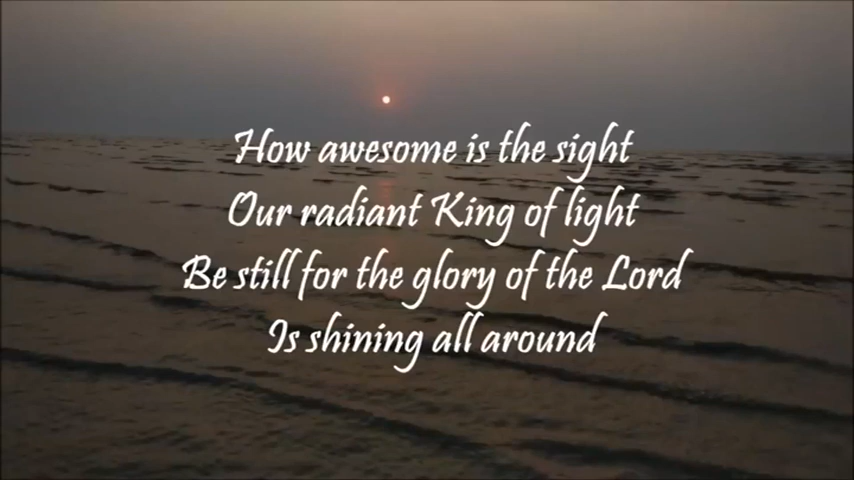 How awesome is the sight
Our radiant King of light
Be still for the glory of the Lord
Is shining all around